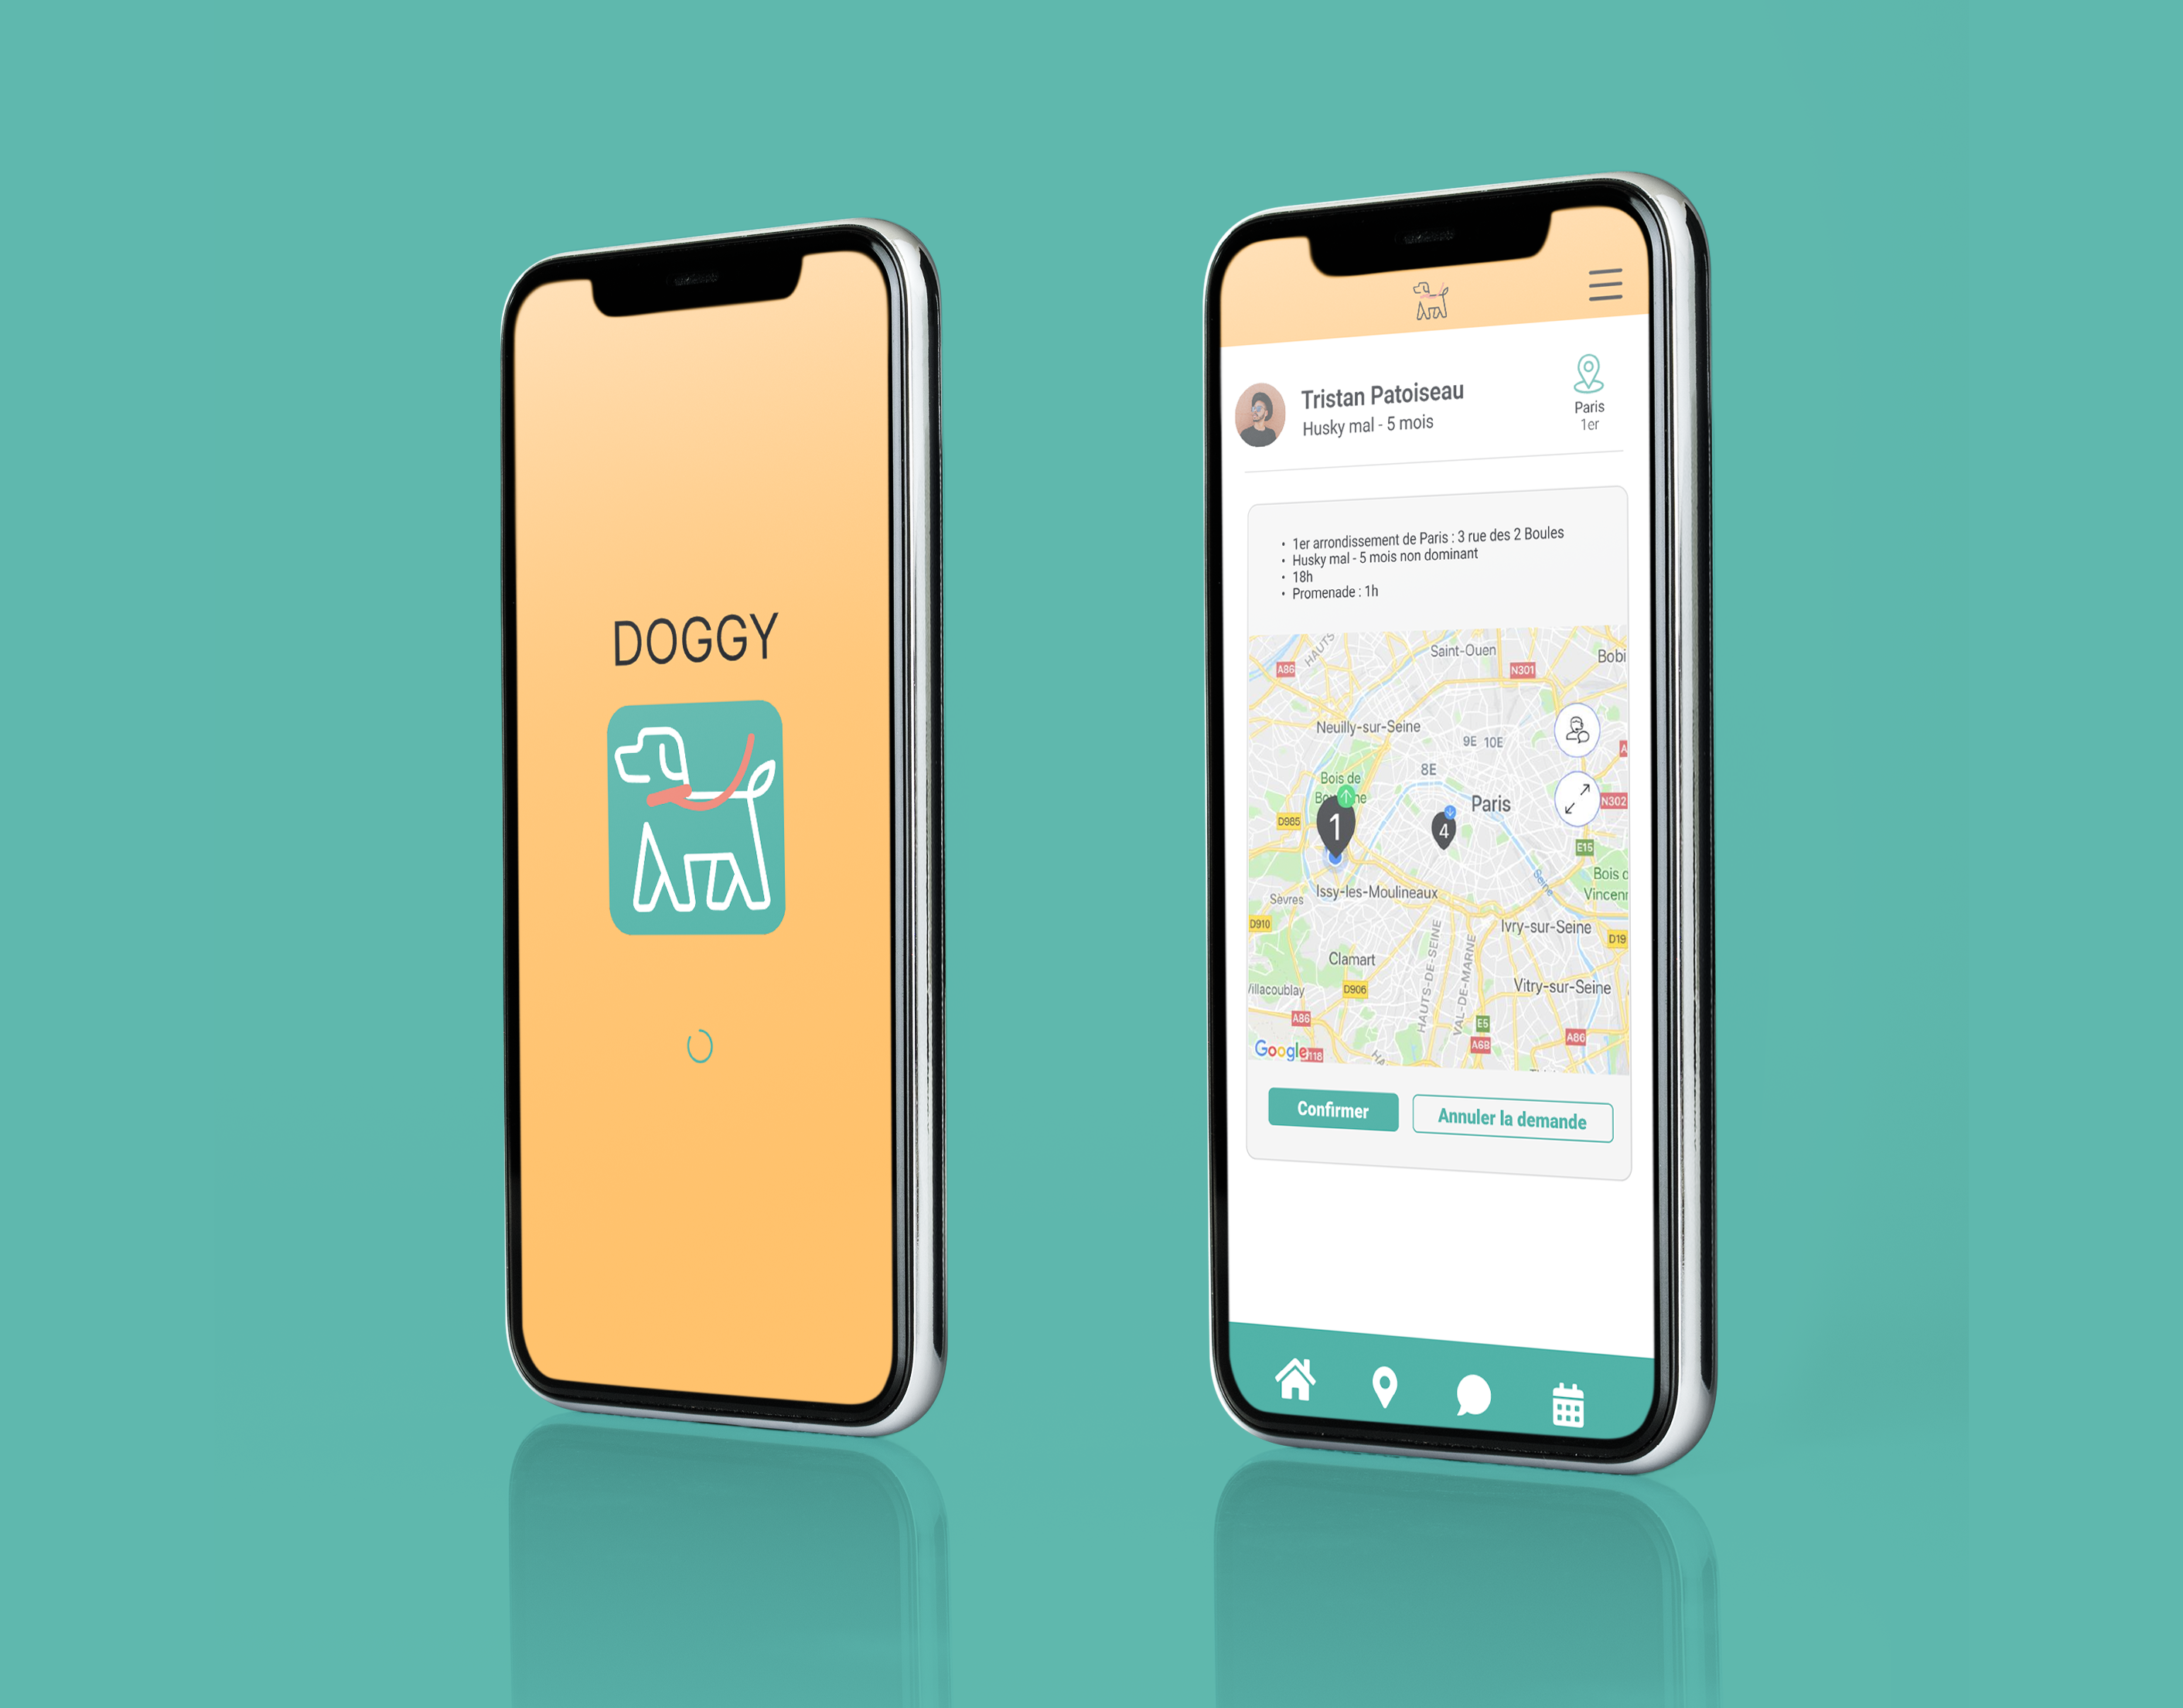 DOGGY
Tristan Patoiseau
Husky mal - 5 mois
Paris
1er
• 1er arrondissement de Paris : 3 rue des 2 Boules
• Husky mal - 5 mois non dominant
• 18h
• Promenade : 1h
HAUTS
Saint-Ouen
Bobi
A86
N301
Neuilly-sur-Seine
9E 10E
8E
A
Bois de
Paris
N302
D985
1
4
E15
Bois d
Vincenn
Seine
Issy-les-Moulineaux
Sèvres
D910
Ivry-sur-Seine
D19
HAUTS-DE-SEINE
VAL-DE-MARNE
Clamart
Villacoublay
D906
Vitry-sur-Seine
A86
E5
A6B
A86
Google
118
HA
Confirmer
Annuler la demande